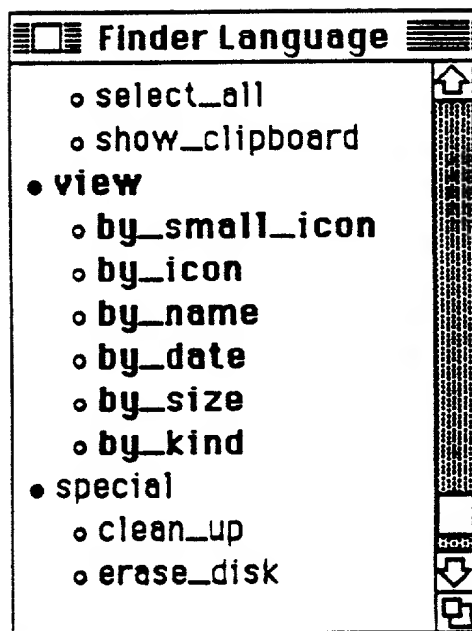 Finder Language
select_all
show_clipboard
view
by_small_icon
by_icon
by_name
by_date
by_size
by_kind
special
clean_up
erase_disk